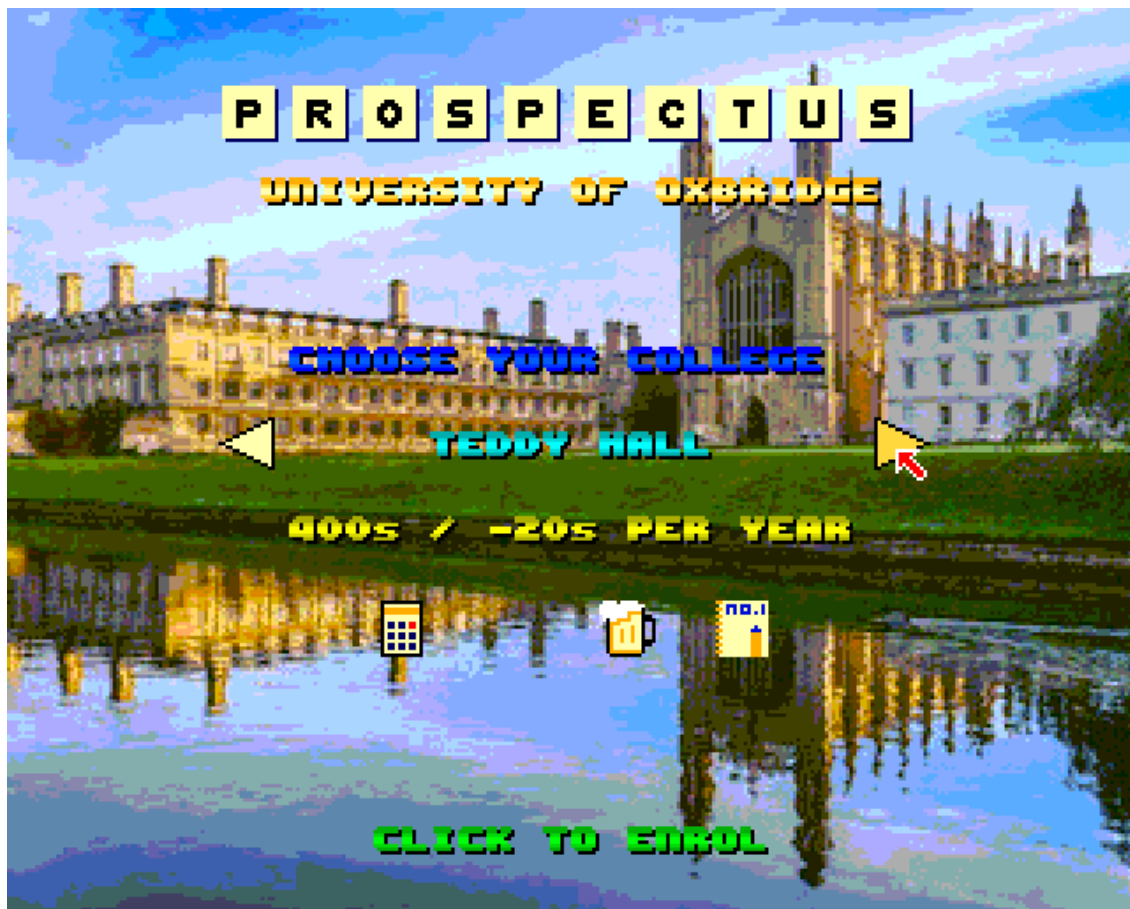 PROSPECTUS
UNIVERSITY OF OXBRIDGE
CHOOSE YOUR COLLEGE
TEDDY HALL
400s / -20s PER YEAR
no.1
CLICK TO ENROL